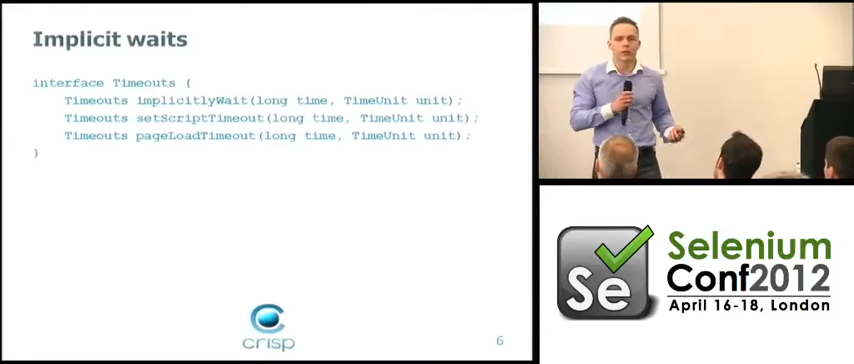 Implicit waits
interface Timeouts {
Timeouts implicitlyWait(long time, TimeUnit unit);
Timeouts setScriptTimeout(long time, TimeUnit unit);
Timeouts pageLoadTimeout(long time, TimeUnit unit);
}
crisp
6
Se
Selenium
Conf2012
April 16-18, London